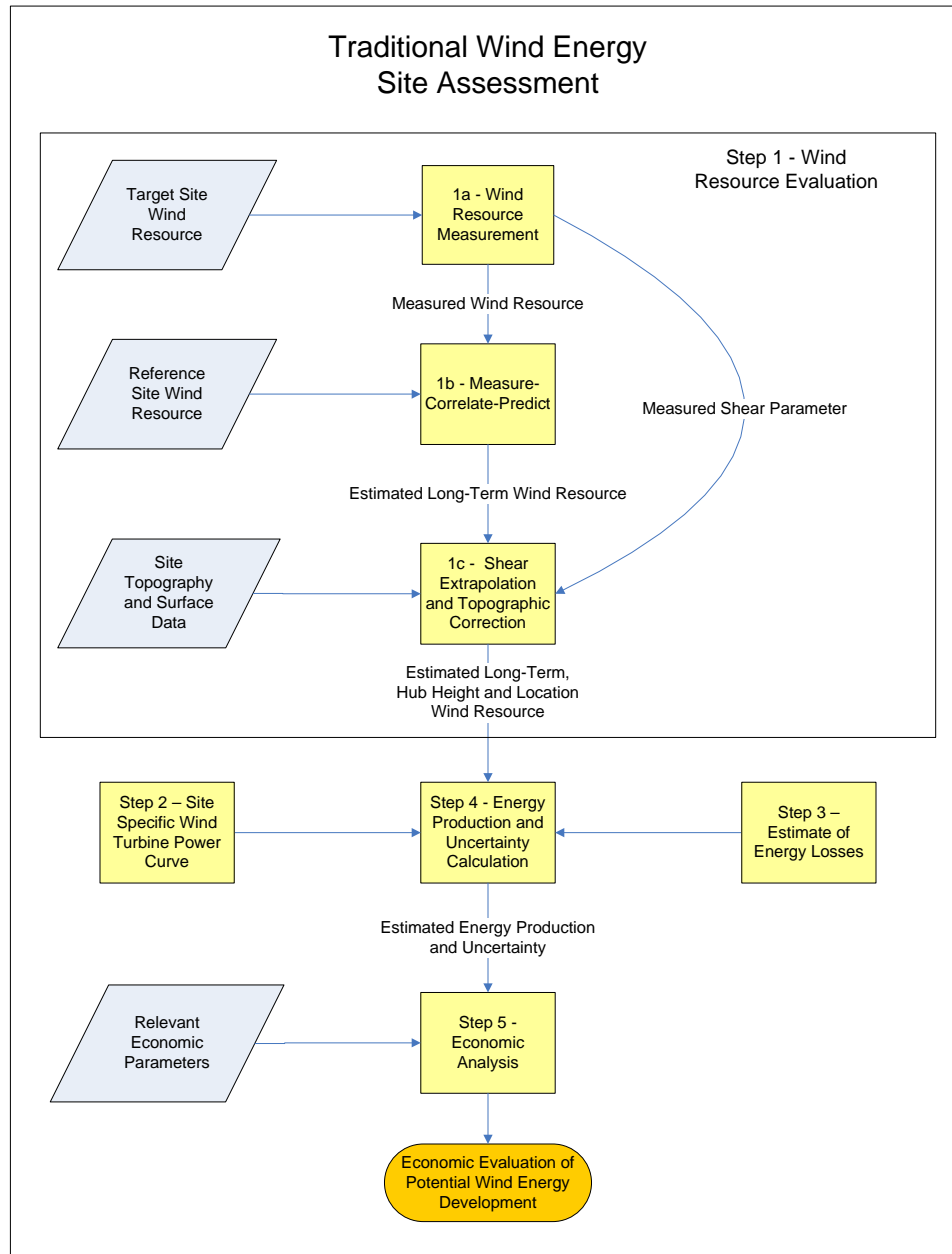 Traditional Wind Energy
Site Assessment
Step 1 - Wind
Resource Evaluation
Target Site
Wind
Resource
1a - Wind
Resource
Measurement
Measured Wind Resource
Reference
Site Wind
Resource
1b - Measure-
Correlate-Predict
Measured Shear Parameter
Estimated Long-Term Wind Resource
Site
Topography
and Surface
Data
1c - Shear
Extrapolation
and Topographic
Correction
Estimated Long-Term,
Hub Height and Location
Wind Resource
Step 2 – Site
Specific Wind
Turbine Power
Curve
Step 4 - Energy
Production and
Uncertainty
Calculation
Step 3 –
Estimate of
Energy Losses
Estimated Energy Production
and Uncertainty
Relevant
Economic
Parameters
Step 5 -
Economic
Analysis
Economic Evaluation of
Potential Wind Energy
Development